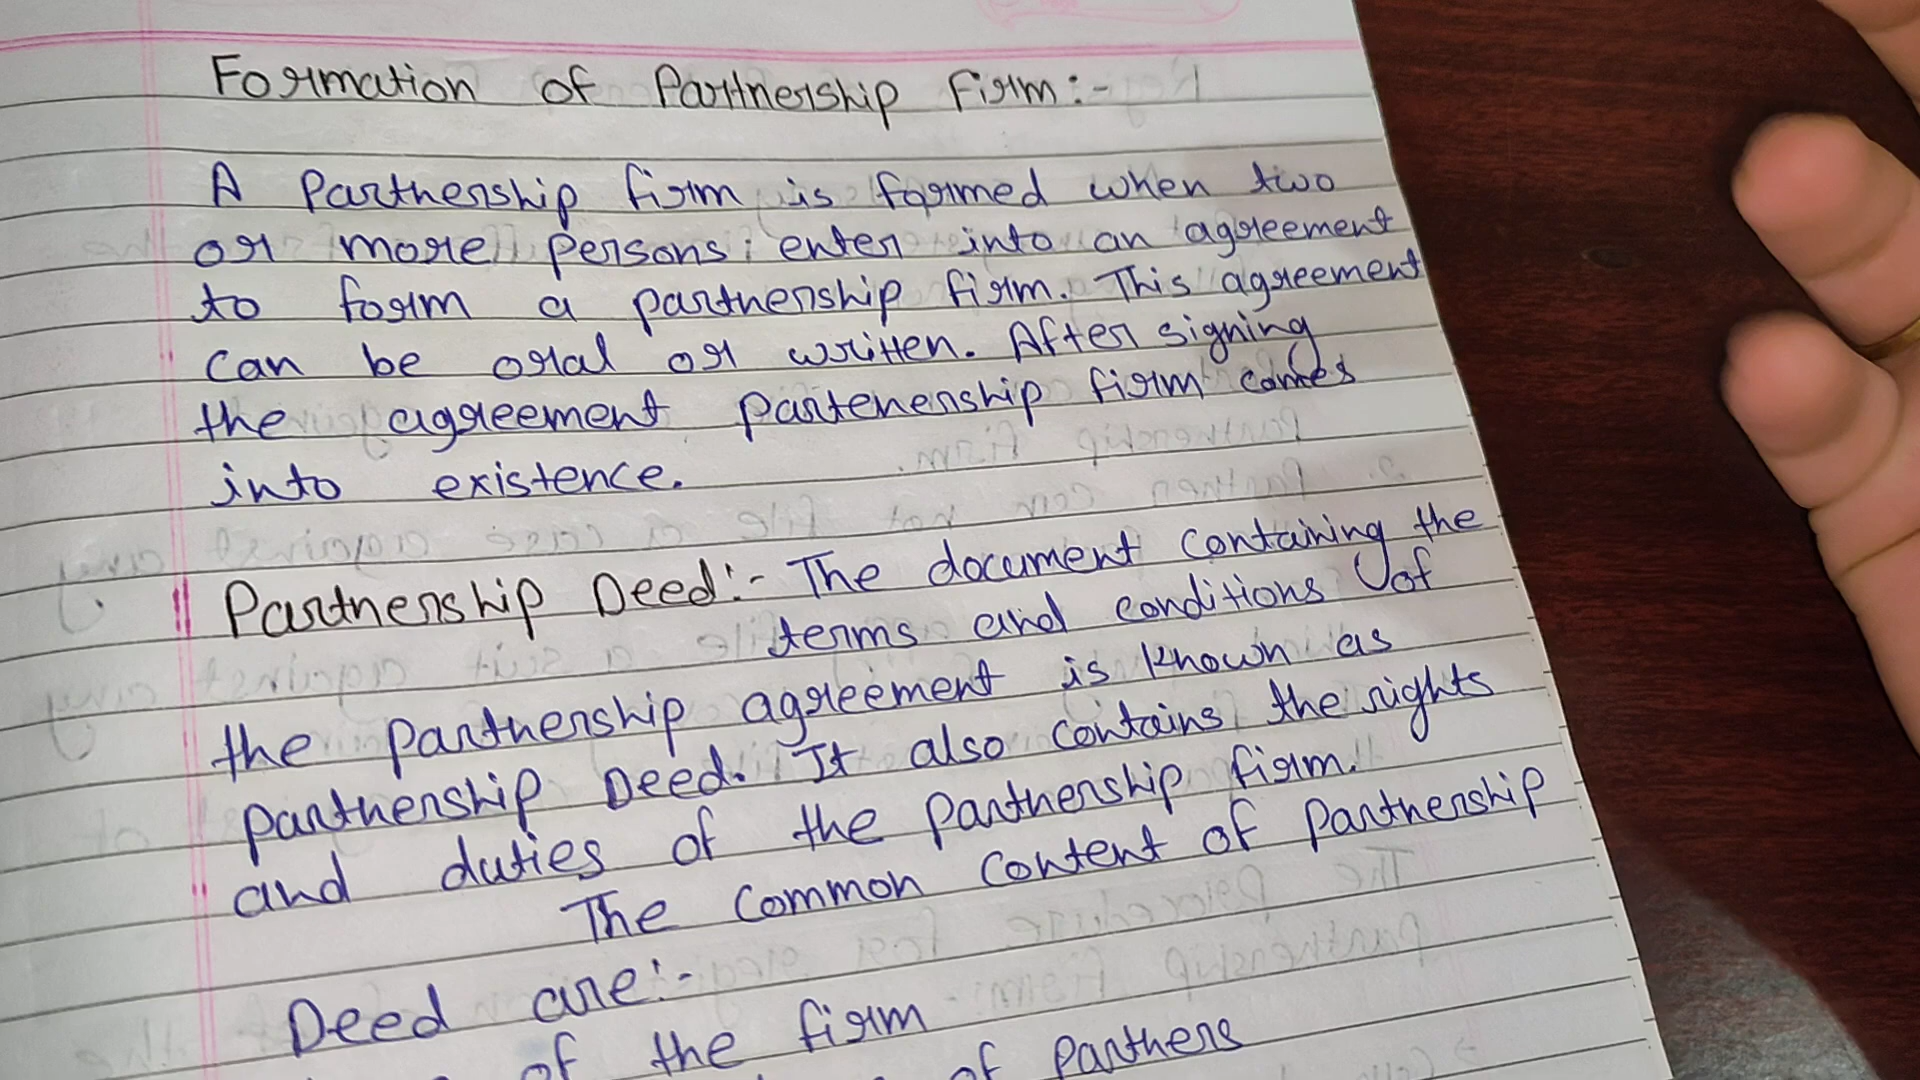 Formation of Partnership Firm:-
A Partnership firm is formed when two
or more persons enter into an agreement
to form a partnership firm. This agreement
can be oral or written. After signing
the agreement partenership firm comes
into existence.
Partnership Deed:- The document containing the
terms and conditions of
the partnership agreement is known as
partnership Deed. It also contains the rights
and duties of the partnership firm.
The common content of partnership
Deed are:-
of the firm
of partners